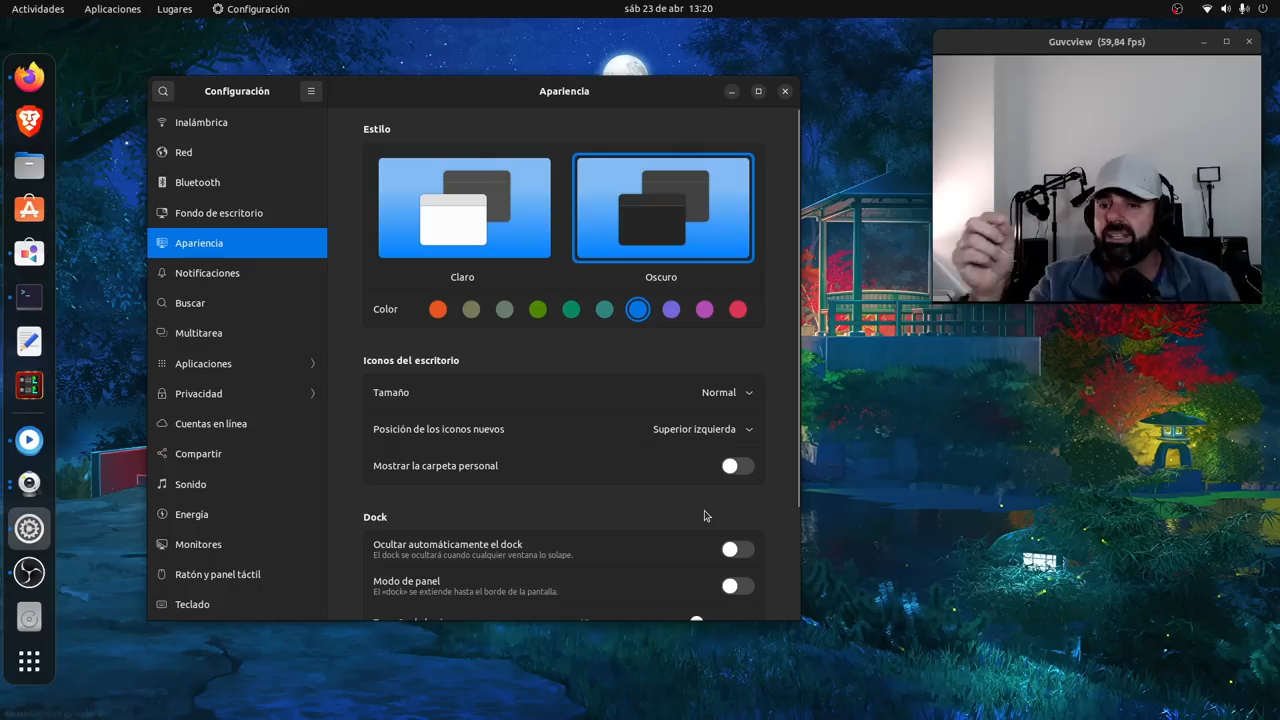 Actividades Aplicaciones Lugares Configuración sáb 23 de abr 13:20
Guvcview (59,84 fps)
Configuración
Apariencia
Inalámbrica
Red
Bluetooth
Fondo de escritorio
Apariencia
Notificaciones
Buscar
Multitarea
Aplicaciones
Privacidad
Cuentas en línea
Compartir
Sonido
Energía
Monitores
Ratón y panel táctil
Teclado
Estilo
Claro Oscuro
Color
Iconos del escritorio
Tamaño Normal
Posición de los iconos nuevos Superior izquierda
Mostrar la carpeta personal
Dock
Ocultar automáticamente el dock
El dock se ocultará cuando cualquier ventana lo solape.
Modo de panel
El «dock» se extiende hasta el borde de la pantalla.